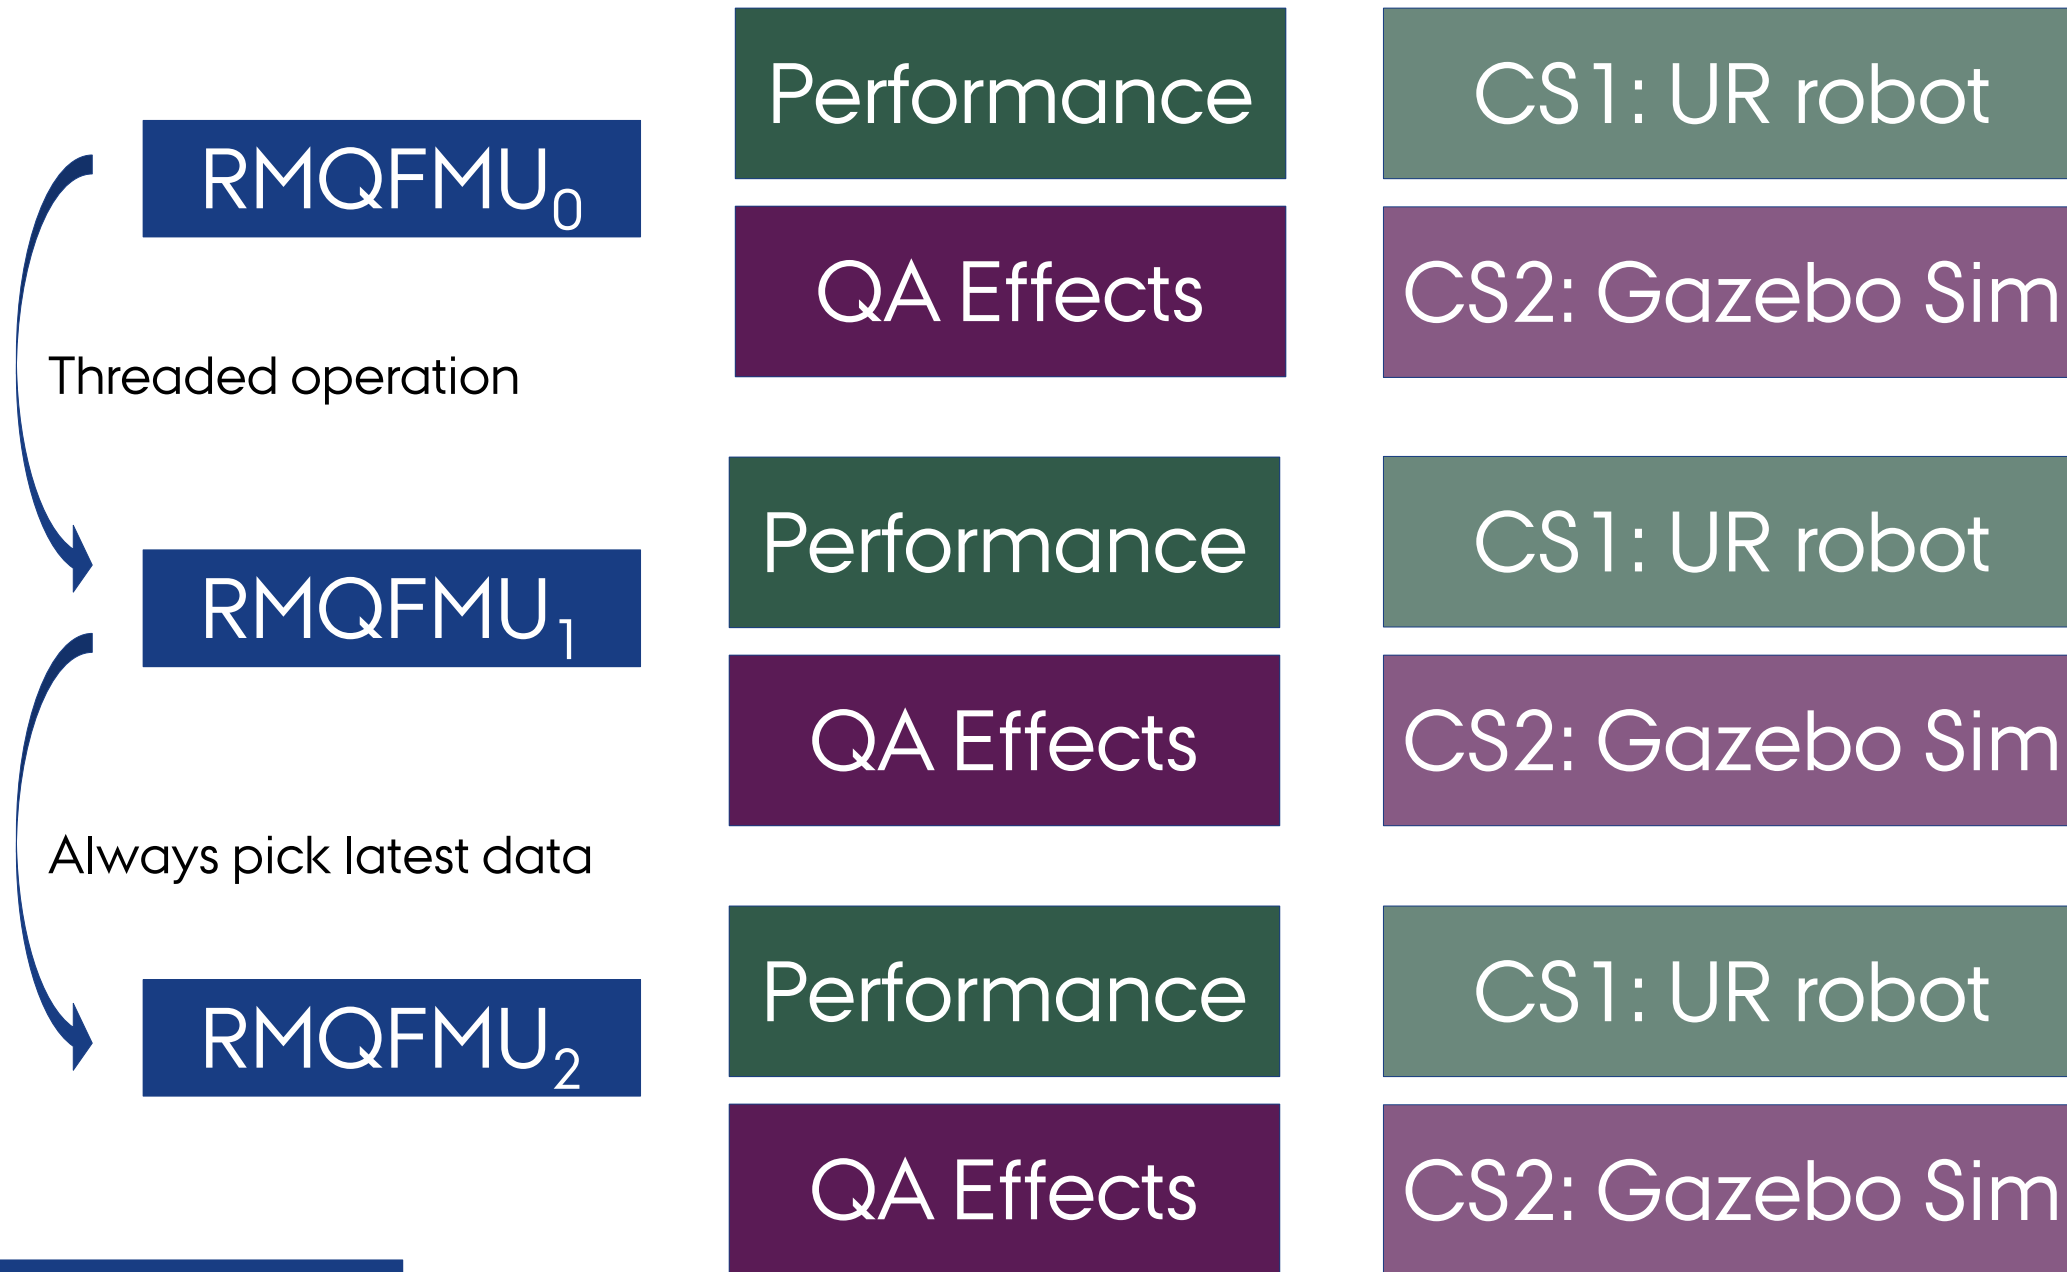 Performance
CS1: UR robot
RMQFMU₀
QA Effects
CS2: Gazebo Sim
Threaded operation
Performance
CS1: UR robot
RMQFMU₁
QA Effects
CS2: Gazebo Sim
Always pick latest data
Performance
CS1: UR robot
RMQFMU₂
QA Effects
CS2: Gazebo Sim